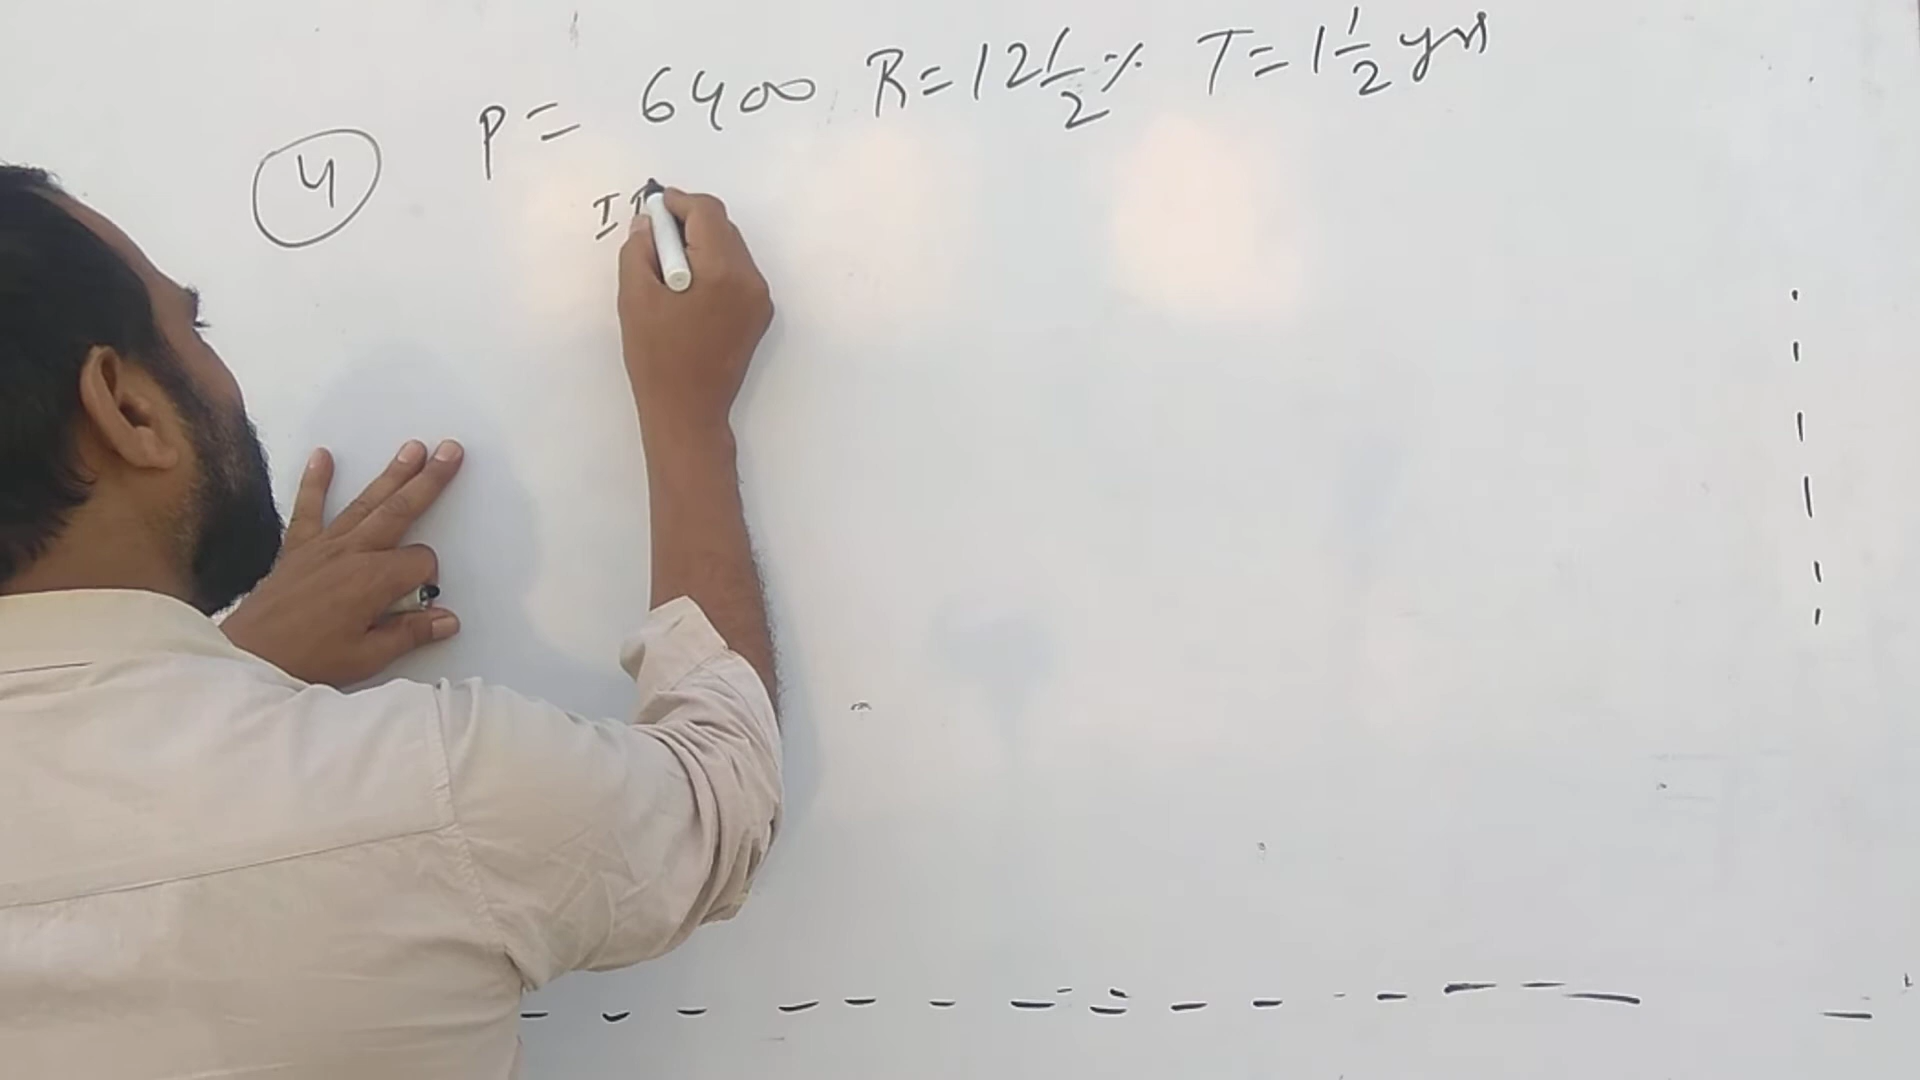 P = 6400 R = 12 1/2 % T = 1 1/2 yrs
4
I